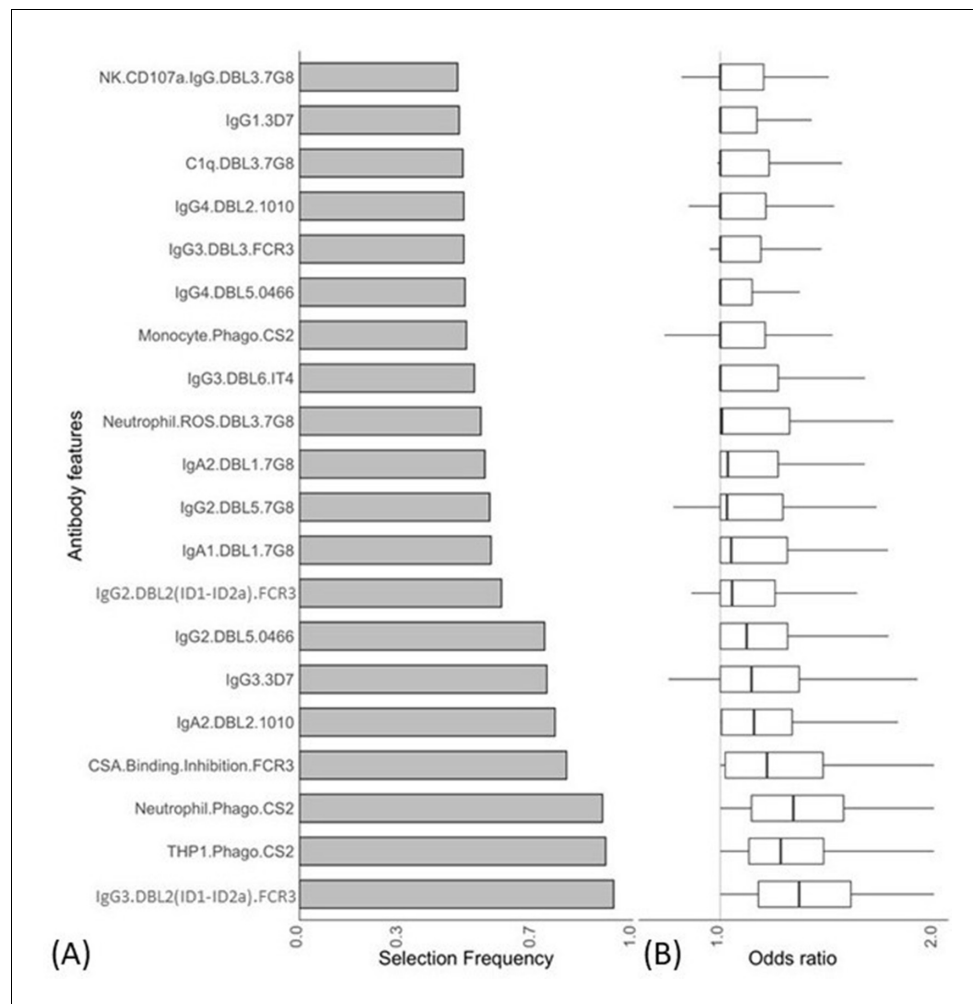 NK.CD107a.IgG.DBL3.7G8
IgG1.3D7
C1q.DBL3.7G8
IgG4.DBL2.1010
IgG3.DBL3.FCR3
IgG4.DBL5.0466
Monocyte.Phago.CS2
IgG3.DBL6.IT4
Neutrophil.ROS.DBL3.7G8
IgA2.DBL1.7G8
IgG2.DBL5.7G8
IgA1.DBL1.7G8
IgG2.DBL2(ID1-ID2a).FCR3
IgG2.DBL5.0466
IgG3.3D7
IgA2.DBL2.1010
CSA.Binding.Inhibition.FCR3
Neutrophil.Phago.CS2
THP1.Phago.CS2
IgG3.DBL2(ID1-ID2a).FCR3
Antibody features
0.0 0.3 0.7 1.0
Selection Frequency
(A)
1.0 2.0
Odds ratio
(B)